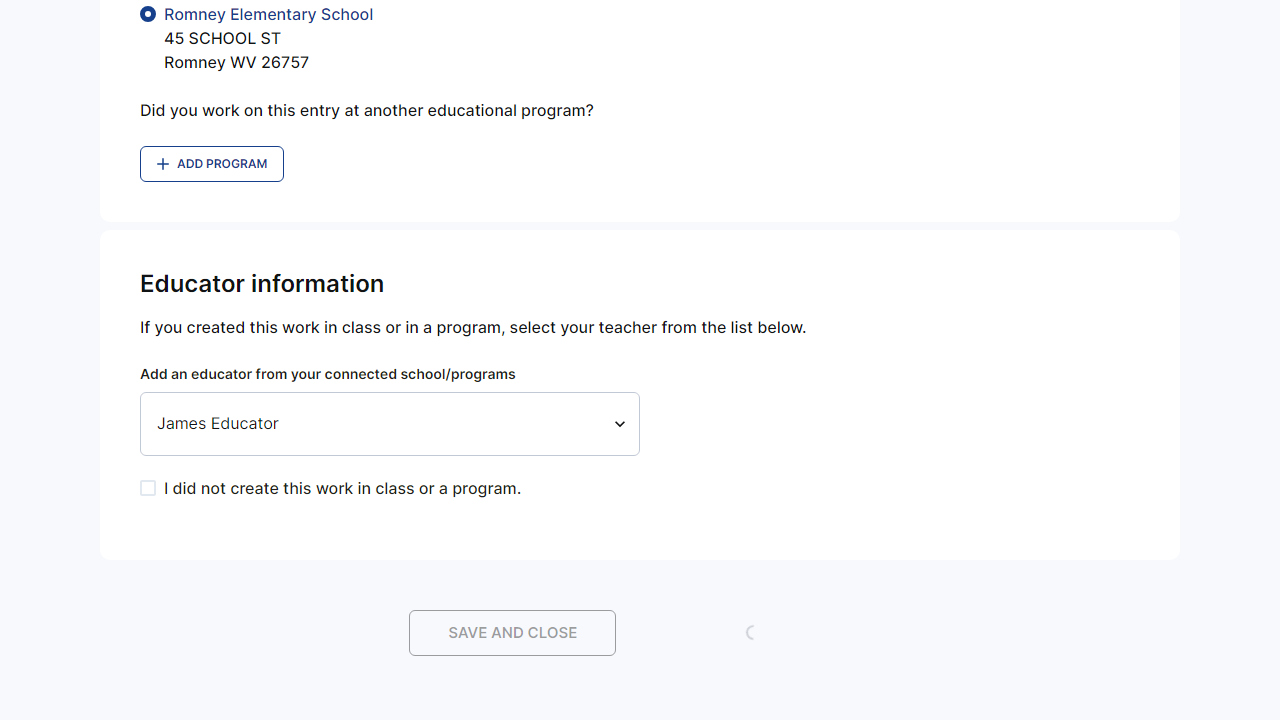 Romney Elementary School
45 SCHOOL ST
Romney WV 26757
Did you work on this entry at another educational program?
ADD PROGRAM
Educator information
If you created this work in class or in a program, select your teacher from the list below.
Add an educator from your connected school/programs
James Educator
I did not create this work in class or a program.
SAVE AND CLOSE